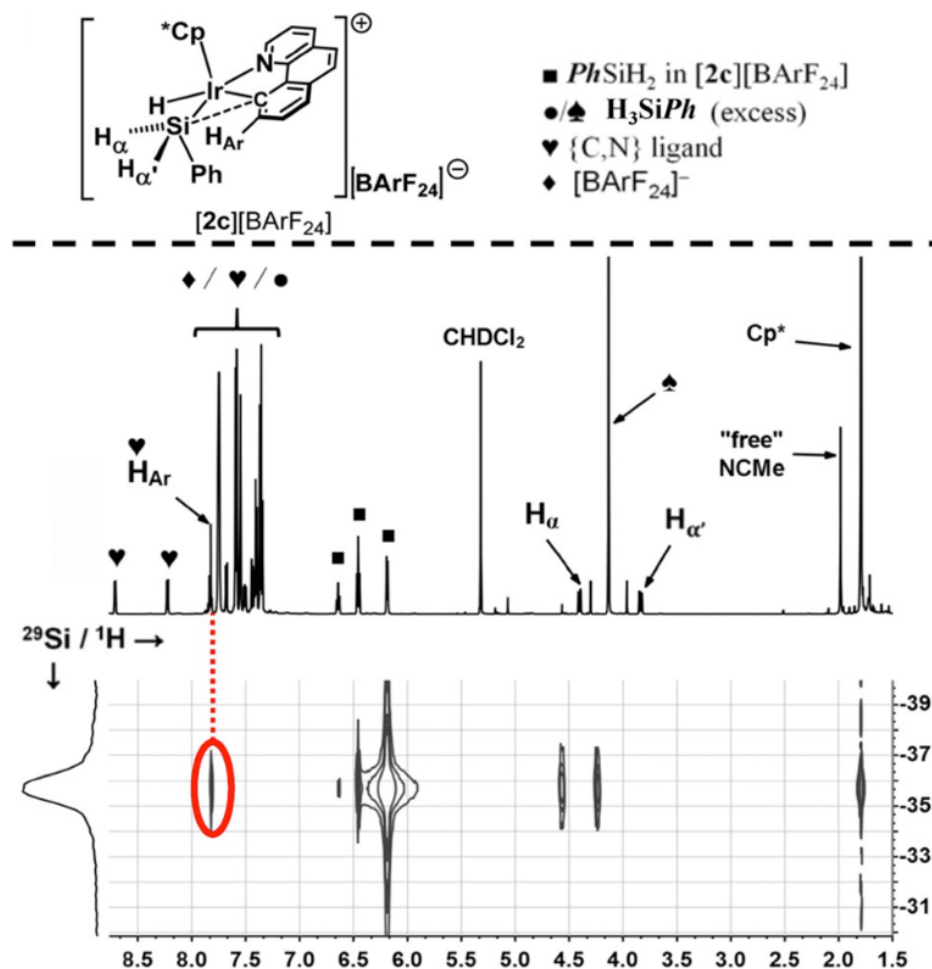 *Cp
⊕
N
Ir
C
H
Si
Hα
HAr
Hα'
Ph
[BArF24]⊖
[2c][BArF24]
■ PhSiH2 in [2c][BArF24]
●/♠ H3SiPh (excess)
♥ {C,N} ligand
♦ [BArF24]–
♦ / ♥ / ●
CHDCl2
Cp*
♠
"free"
NCMe
♥
HAr
Hα
Hα'
♥ ♥ ■ ■ ■
29Si / 1H →
↓
-39
-37
-35
-33
-31
8.5 8.0 7.5 7.0 6.5 6.0 5.5 5.0 4.5 4.0 3.5 3.0 2.5 2.0 1.5